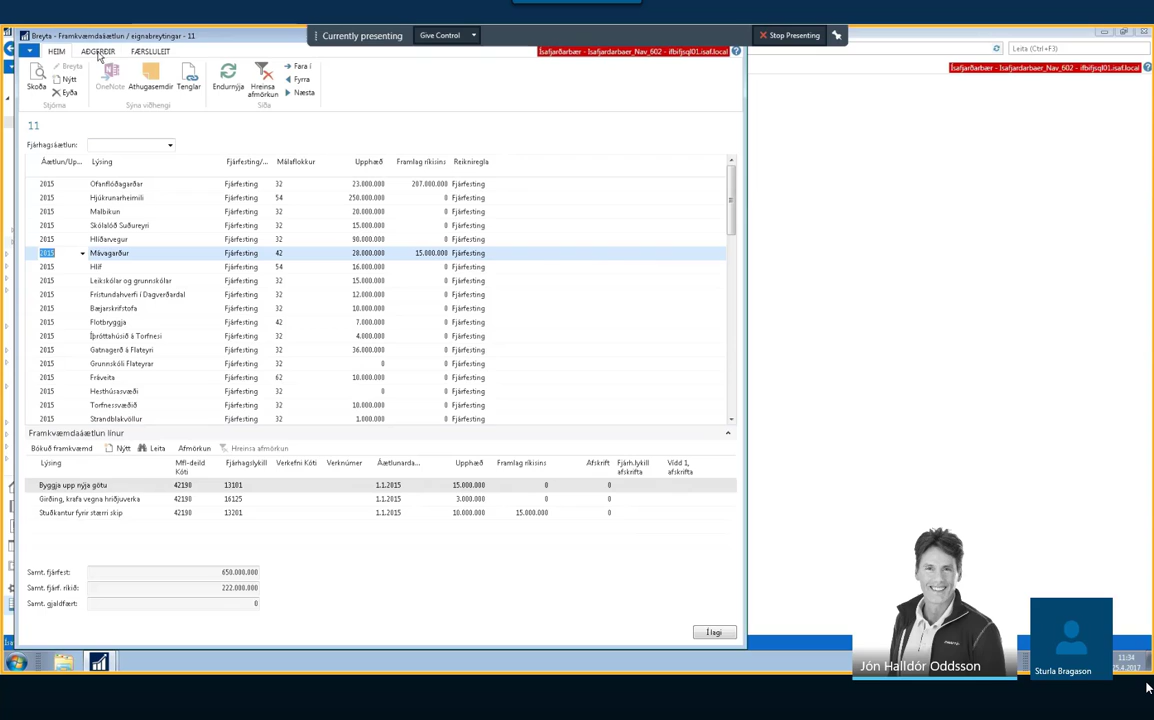 Breyta - Framkvæmdaáætlun / eignabreytingar - 11
Currently presenting
Give Control
Stop Presenting
HEIM
AÐGERÐIR
FÆRSLULEIT
Ísafjarðarbær - Isafjardarbaer_Nav_602 - ifbifjsql01.isaf.local
Leita (Ctrl+F3)
Ísafjarðarbær - Isafjardarbaer_Nav_602 - ifbifjsql01.isaf.local
Skoða
Breyta
Nýtt
Eyða
OneNote
Athugasemdir
Tenglar
Endurnýja
Hreinsa afmörkun
Fara í
Fyrra
Næsta
Stjórna
Sýna viðhengi
Síða
11
Fjárhagsáætlun:
Áætlun/Up... Lýsing Fjárfesting/... Málaflokkur Upphæð Framlag ríkisins Reikniregla
2015 Ofanflóðagarðar Fjárfesting 32 23.000.000 207.000.000 Fjárfesting
2015 Hjúkrunarheimili Fjárfesting 54 250.000.000 0 Fjárfesting
2015 Malbikun Fjárfesting 32 20.000.000 0 Fjárfesting
2015 Skólalóð Suðureyri Fjárfesting 32 15.000.000 0 Fjárfesting
2015 Hlíðarvegur Fjárfesting 32 90.000.000 0 Fjárfesting
2015 Mávagarður Fjárfesting 42 28.000.000 15.000.000 Fjárfesting
2015 Hlíf Fjárfesting 54 16.000.000 0 Fjárfesting
2015 Leikskólar og grunnskólar Fjárfesting 32 15.000.000 0 Fjárfesting
2015 Frístundahverfi í Dagverðardal Fjárfesting 32 12.000.000 0 Fjárfesting
2015 Bæjarskrifstofa Fjárfesting 32 10.000.000 0 Fjárfesting
2015 Flotbryggja Fjárfesting 42 7.000.000 0 Fjárfesting
2015 Íþróttahúsið á Torfnesi Fjárfesting 32 4.000.000 0 Fjárfesting
2015 Gatnagerð á Flateyri Fjárfesting 32 36.000.000 0 Fjárfesting
2015 Grunnskóli Flateyrar Fjárfesting 32 0 0 Fjárfesting
2015 Fráveita Fjárfesting 62 10.000.000 0 Fjárfesting
2015 Hesthúsasvæði Fjárfesting 32 0 0 Fjárfesting
2015 Torfnessvæðið Fjárfesting 32 10.000.000 0 Fjárfesting
2015 Strandblakvöllur Fjárfesting 32 1.000.000 0 Fjárfesting
Framkvæmdaáætlun línur
Bókuð framkvæmd Nýtt Leita Afmörkun Hreinsa afmörkun
Lýsing Mfl-deild Kóti Fjárhagslykill Verkefni Kóti Verknúmer Áætlunarda... Upphæð Framlag ríkisins Afskrift Fjárh.lykill afskrifta Vídd 1, afskrifta
Byggja upp nýja götu 42190 13101 1.1.2015 15.000.000 0 0
Girðing, krafa vegna hriðjuverka 42190 16125 1.1.2015 3.000.000 0 0
Stuðkantur fyrir stærri skip 42190 13201 1.1.2015 10.000.000 15.000.000 0
Samt. fjárfest: 650.000.000
Samt. fjárf. ríkið: 222.000.000
Samt. gjaldfært: 0
Í lagi
Jón Halldór Oddsson
Sturla Bragason
11:34
25.4.2017